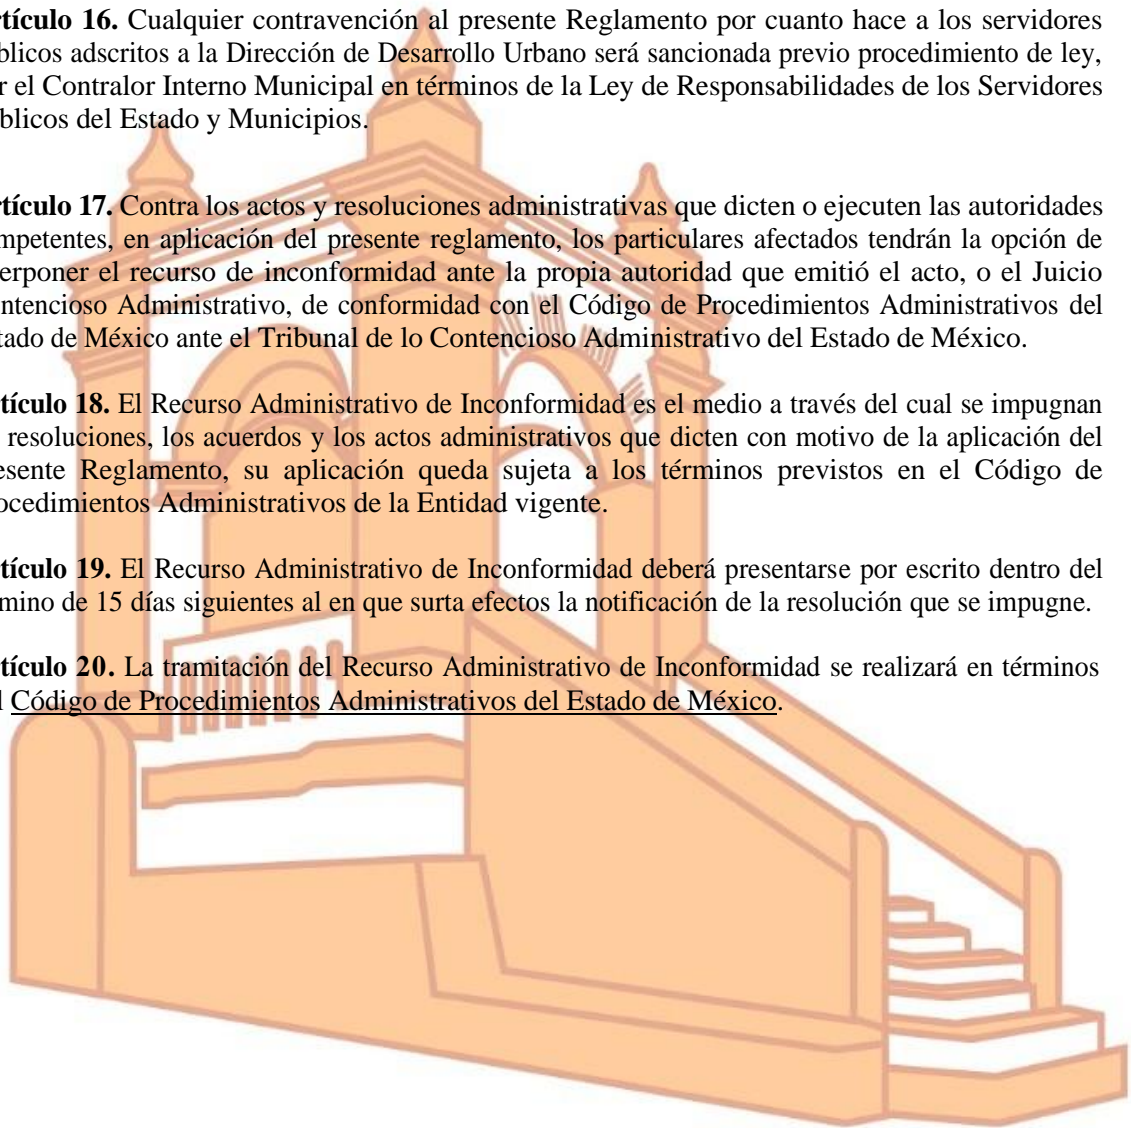 tículo 16. Cualquier contravención al presente Reglamento por cuanto hace a los servidores
blicos adscritos a la Dirección de Desarrollo Urbano será sancionada previo procedimiento de ley,
r el Contralor Interno Municipal en términos de la Ley de Responsabilidades de los Servidores
blicos del Estado y Municipios.
tículo 17. Contra los actos y resoluciones administrativas que dicten o ejecuten las autoridades
mpetentes, en aplicación del presente reglamento, los particulares afectados tendrán la opción de
erponer el recurso de inconformidad ante la propia autoridad que emitió el acto, o el Juicio
ntencioso Administrativo, de conformidad con el Código de Procedimientos Administrativos del
tado de México ante el Tribunal de lo Contencioso Administrativo del Estado de México.
tículo 18. El Recurso Administrativo de Inconformidad es el medio a través del cual se impugnan
resoluciones, los acuerdos y los actos administrativos que dicten con motivo de la aplicación del
esente Reglamento, su aplicación queda sujeta a los términos previstos en el Código de
ocedimientos Administrativos de la Entidad vigente.
tículo 19. El Recurso Administrativo de Inconformidad deberá presentarse por escrito dentro del
mino de 15 días siguientes al en que surta efectos la notificación de la resolución que se impugne.
tículo 20. La tramitación del Recurso Administrativo de Inconformidad se realizará en términos
l Código de Procedimientos Administrativos del Estado de México.